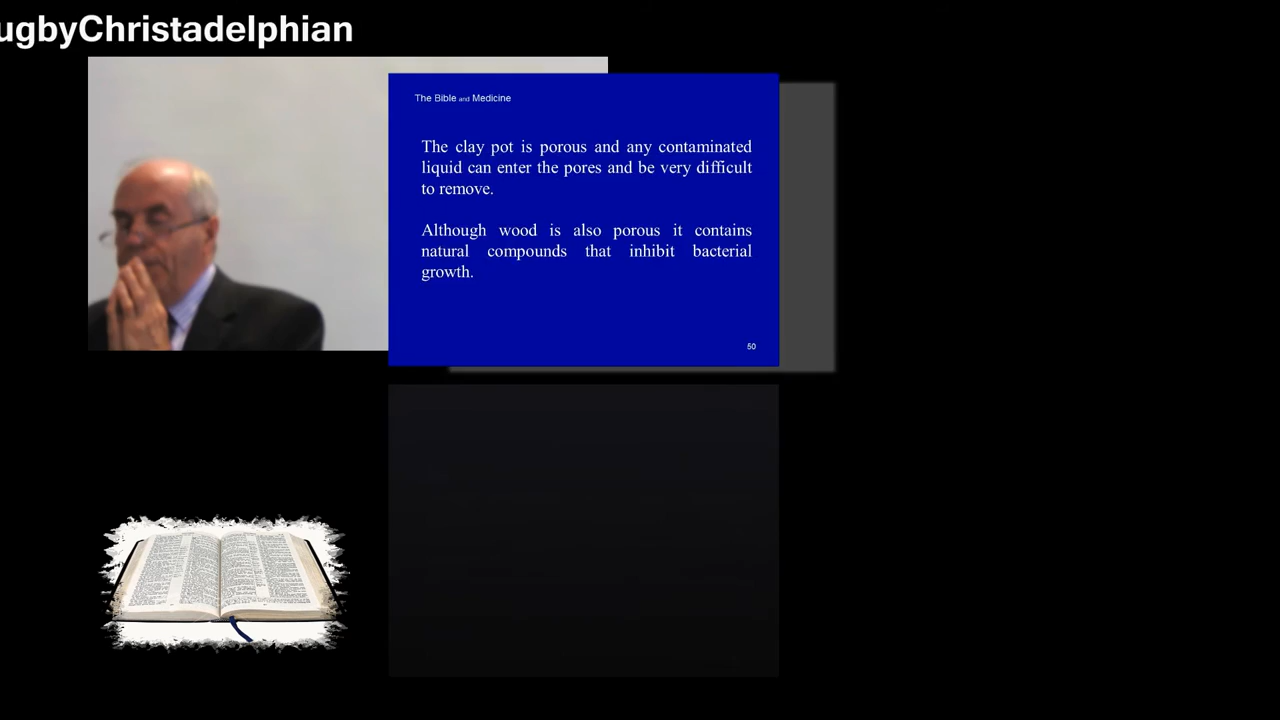 ugbyChristadelphian
The Bible and Medicine
The clay pot is porous and any contaminated
liquid can enter the pores and be very difficult
to remove.
Although wood is also porous it contains
natural compounds that inhibit bacterial
growth.
50